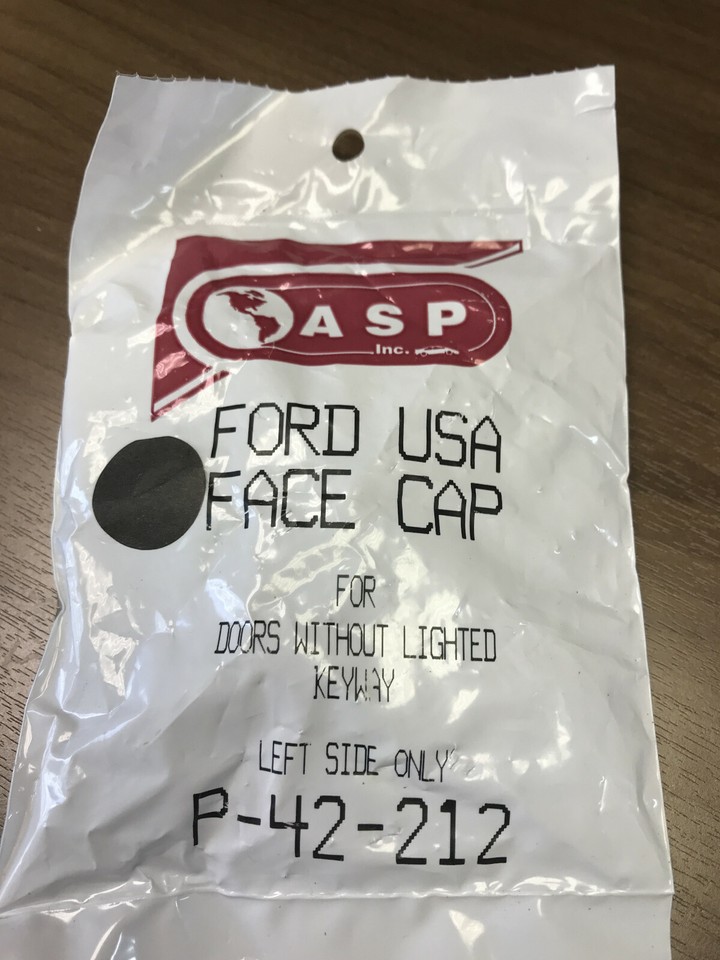 ASP
Inc.
FORD USA
FACE CAP
FOR
DOORS WITHOUT LIGHTED
KEYWAY
LEFT SIDE ONLY
P-42-212